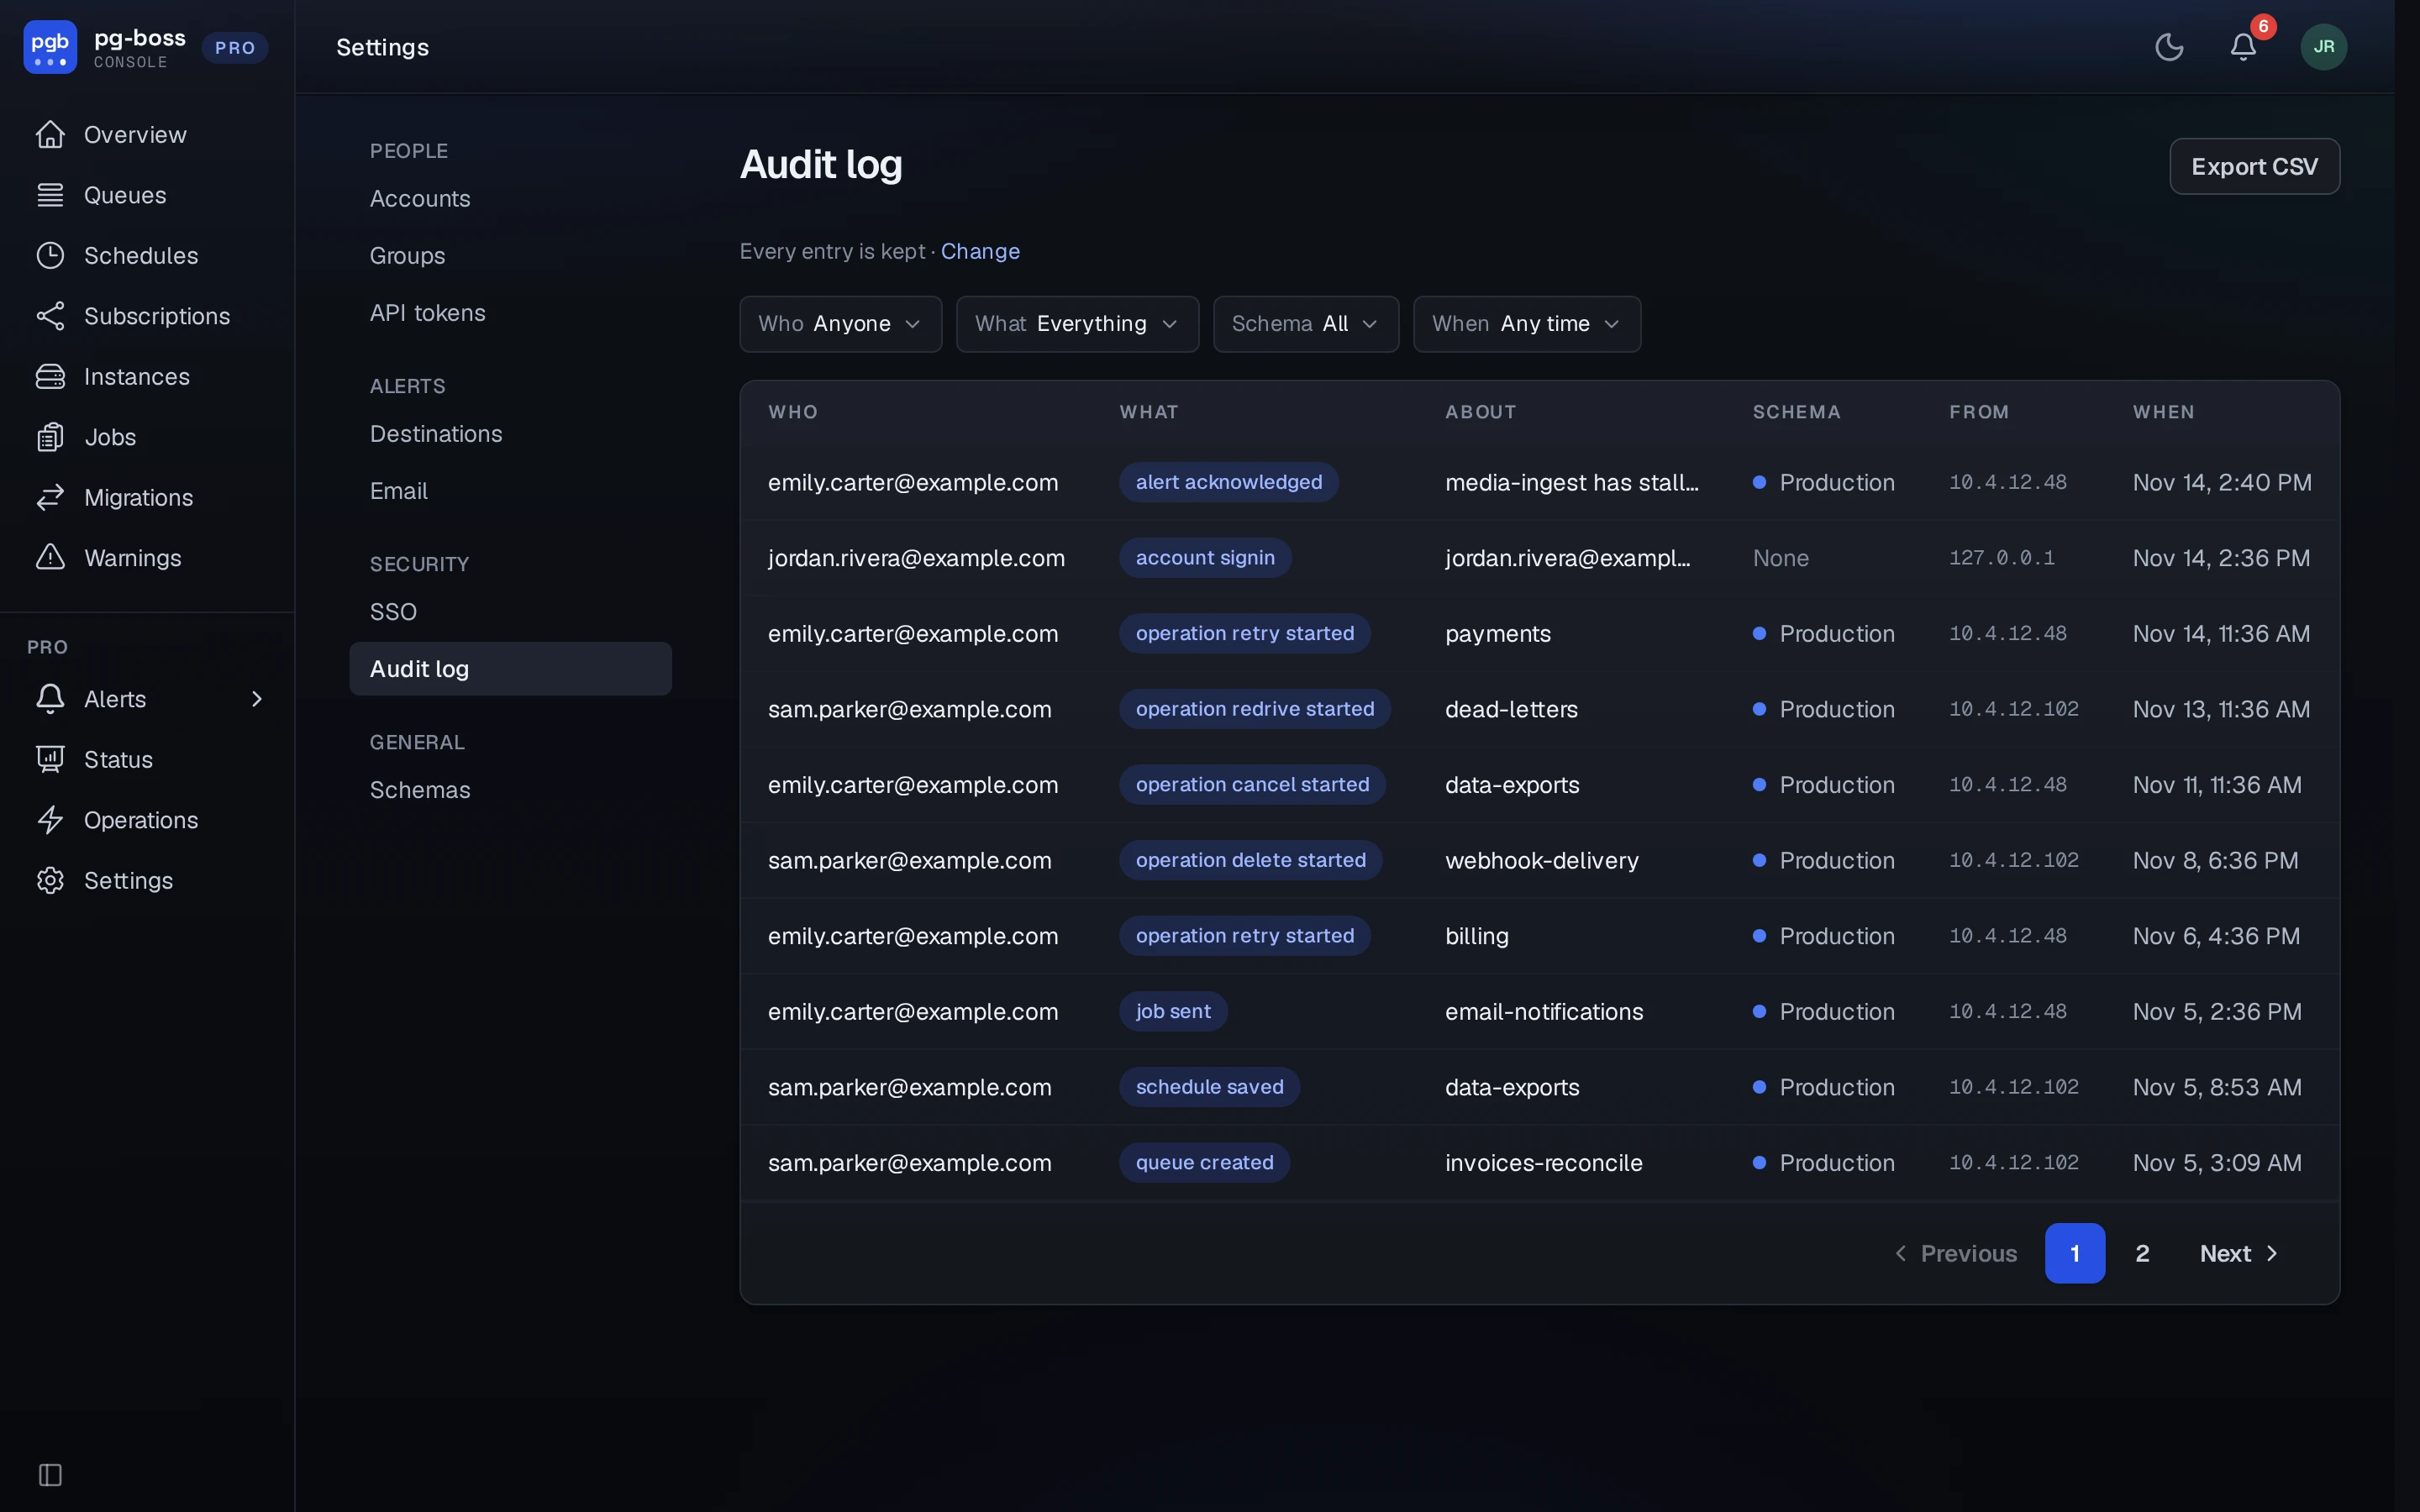 pgb
pg-boss
CONSOLE
PRO
Settings
6
JR
Overview
Queues
Schedules
Subscriptions
Instances
Jobs
Migrations
Warnings
PRO
Alerts
Status
Operations
Settings
PEOPLE
Accounts
Groups
API tokens
ALERTS
Destinations
Email
SECURITY
SSO
Audit log
GENERAL
Schemas
Audit log
Export CSV
Every entry is kept · Change
Who Anyone
What Everything
Schema All
When Any time
WHO WHAT ABOUT SCHEMA FROM WHEN
emily.carter@example.com alert acknowledged media-ingest has stall... Production 10.4.12.48 Nov 14, 2:40 PM
jordan.rivera@example.com account signin jordan.rivera@exampl... None 127.0.0.1 Nov 14, 2:36 PM
emily.carter@example.com operation retry started payments Production 10.4.12.48 Nov 14, 11:36 AM
sam.parker@example.com operation redrive started dead-letters Production 10.4.12.102 Nov 13, 11:36 AM
emily.carter@example.com operation cancel started data-exports Production 10.4.12.48 Nov 11, 11:36 AM
sam.parker@example.com operation delete started webhook-delivery Production 10.4.12.102 Nov 8, 6:36 PM
emily.carter@example.com operation retry started billing Production 10.4.12.48 Nov 6, 4:36 PM
emily.carter@example.com job sent email-notifications Production 10.4.12.48 Nov 5, 2:36 PM
sam.parker@example.com schedule saved data-exports Production 10.4.12.102 Nov 5, 8:53 AM
sam.parker@example.com queue created invoices-reconcile Production 10.4.12.102 Nov 5, 3:09 AM
Previous 1 2 Next